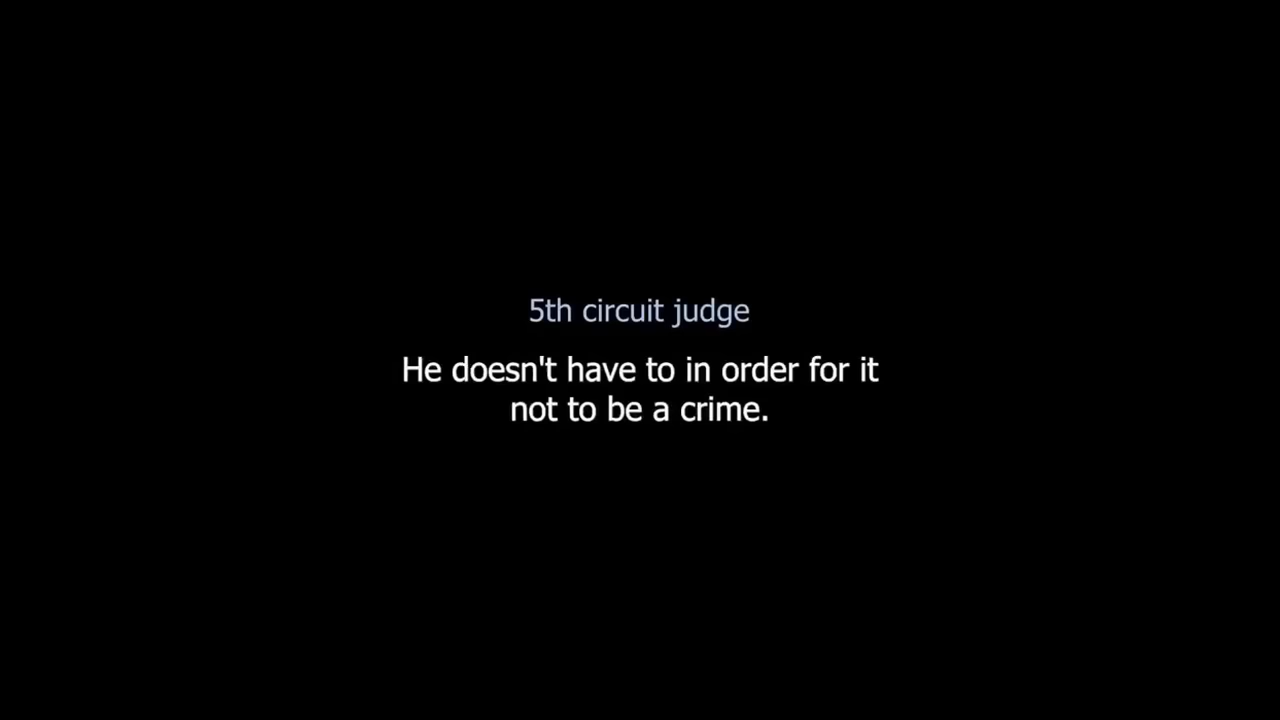 5th circuit judge
He doesn't have to in order for it
not to be a crime.